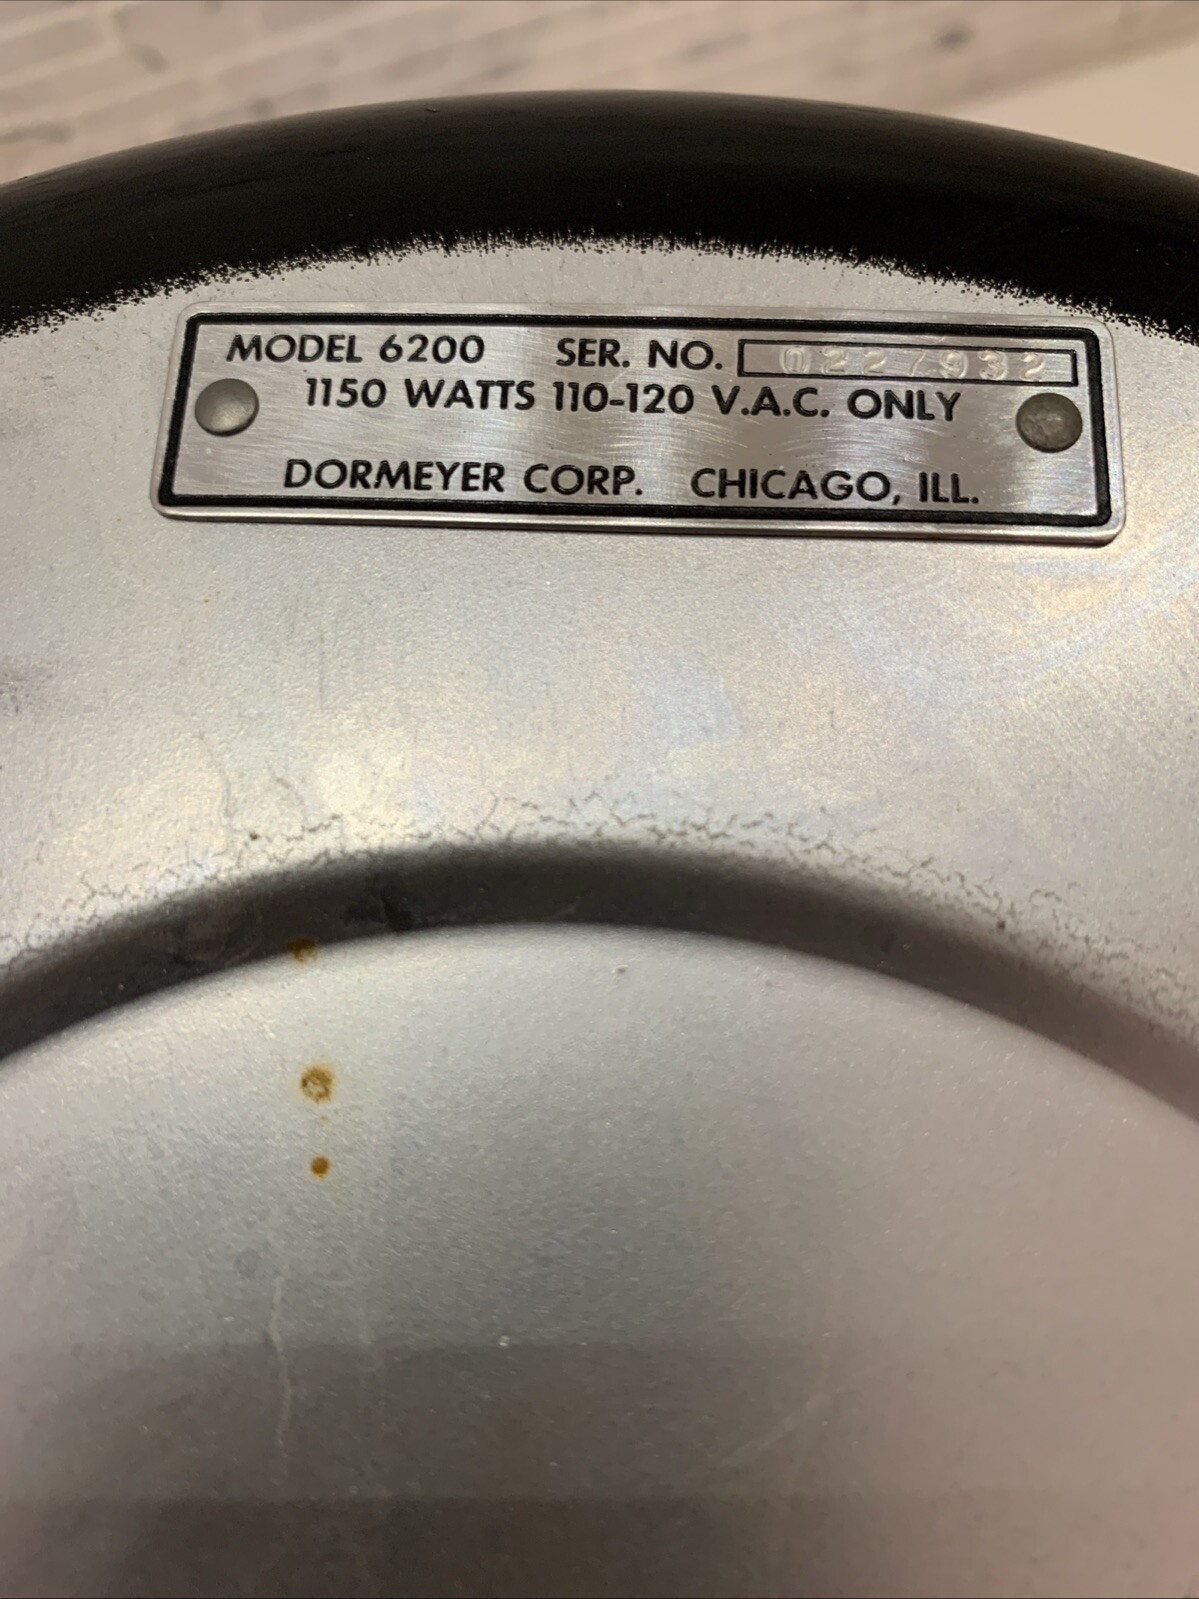 MODEL 6200 SER. NO. 0227932
1150 WATTS 110-120 V.A.C. ONLY
DORMEYER CORP. CHICAGO, ILL.